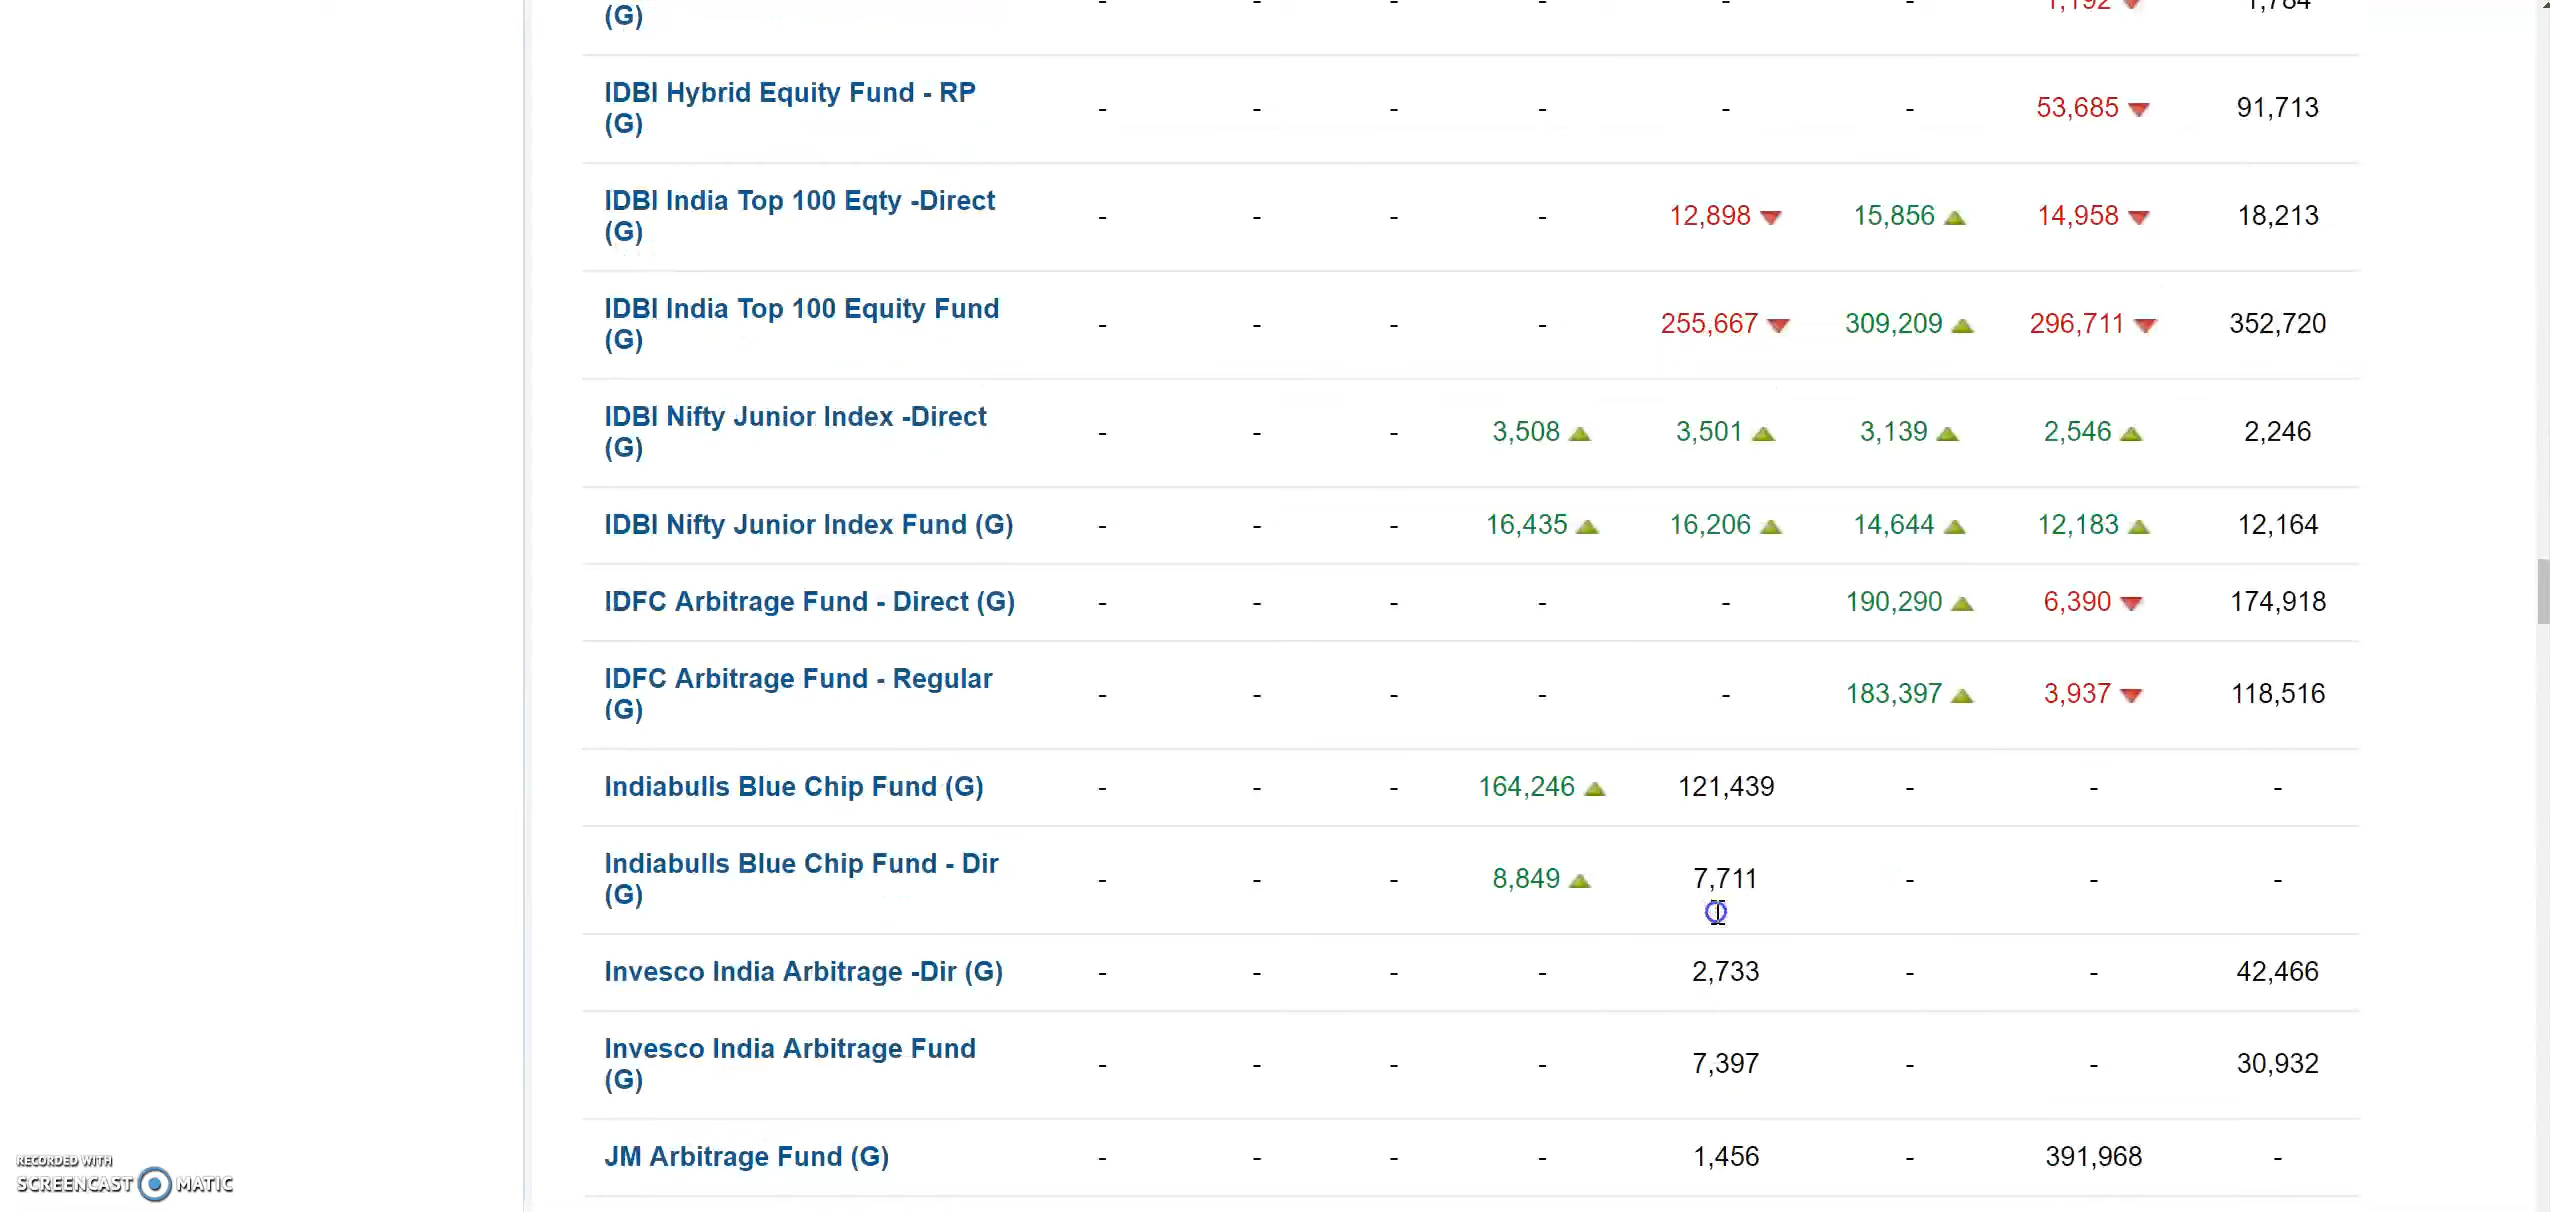 (G) - - - - - - 1,192 1,784
IDBI Hybrid Equity Fund - RP
(G) - - - - - - 53,685 91,713
IDBI India Top 100 Eqty -Direct
(G) - - - - 12,898 15,856 14,958 18,213
IDBI India Top 100 Equity Fund
(G) - - - - 255,667 309,209 296,711 352,720
IDBI Nifty Junior Index -Direct
(G) - - - 3,508 3,501 3,139 2,546 2,246
IDBI Nifty Junior Index Fund (G) - - - 16,435 16,206 14,644 12,183 12,164
IDFC Arbitrage Fund - Direct (G) - - - - - 190,290 6,390 174,918
IDFC Arbitrage Fund - Regular
(G) - - - - - 183,397 3,937 118,516
Indiabulls Blue Chip Fund (G) - - - 164,246 121,439 - - -
Indiabulls Blue Chip Fund - Dir
(G) - - - 8,849 7,711 - - -
Invesco India Arbitrage -Dir (G) - - - - 2,733 - - 42,466
Invesco India Arbitrage Fund
(G) - - - - 7,397 - - 30,932
JM Arbitrage Fund (G) - - - - 1,456 - 391,968 -
RECORDED WITH
SCREENCAST MATIC